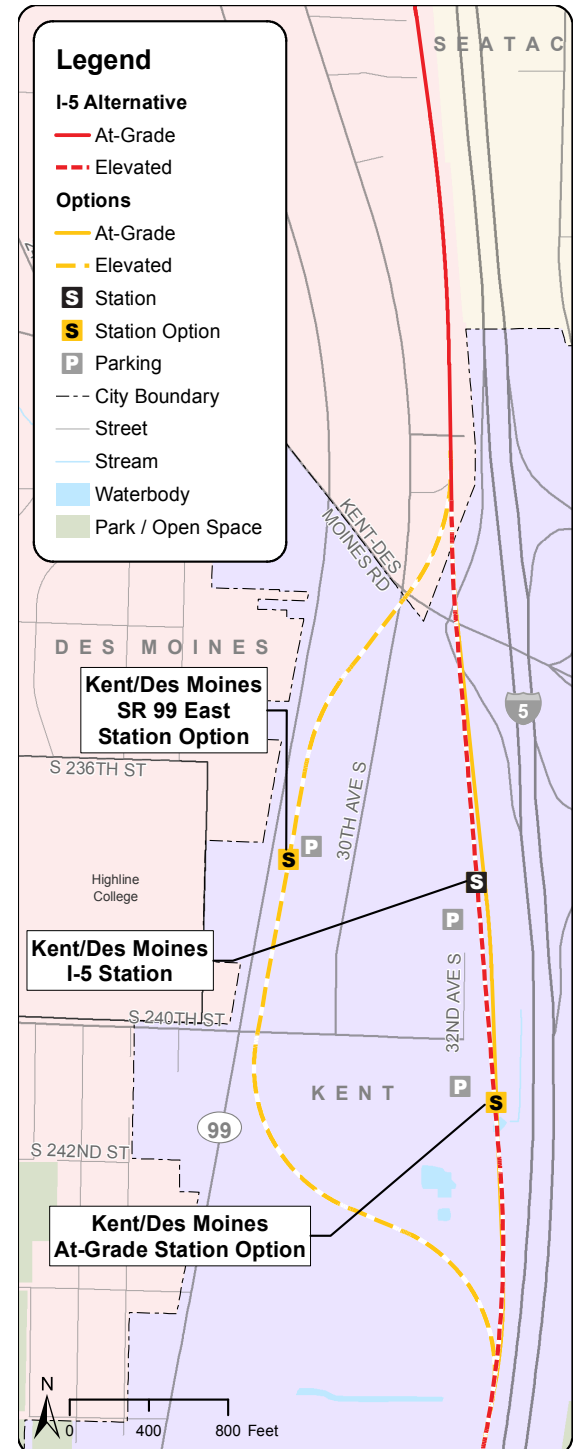 Legend
I-5 Alternative
At-Grade
Elevated
Options
At-Grade
Elevated
S Station
S Station Option
P Parking
City Boundary
Street
Stream
Waterbody
Park / Open Space
SEATAC
KENT-DES
MOINES RD
DES MOINES
Kent/Des Moines
SR 99 East
Station Option
5
S 236TH ST
30TH AVE S
P
S
Highline
College
S
P
Kent/Des Moines
I-5 Station
32ND AVE S
S 240TH ST
KENT
P
S
99
S 242ND ST
Kent/Des Moines
At-Grade Station Option
N
0 400 800 Feet